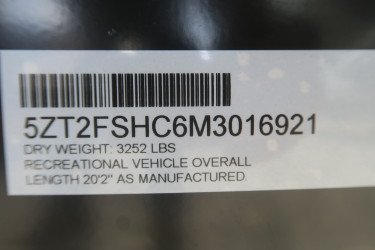 5ZT2FSHC6M3016921
DRY WEIGHT: 3252 LBS
RECREATIONAL VEHICLE OVERALL
LENGTH 20'2" AS MANUFACTURED